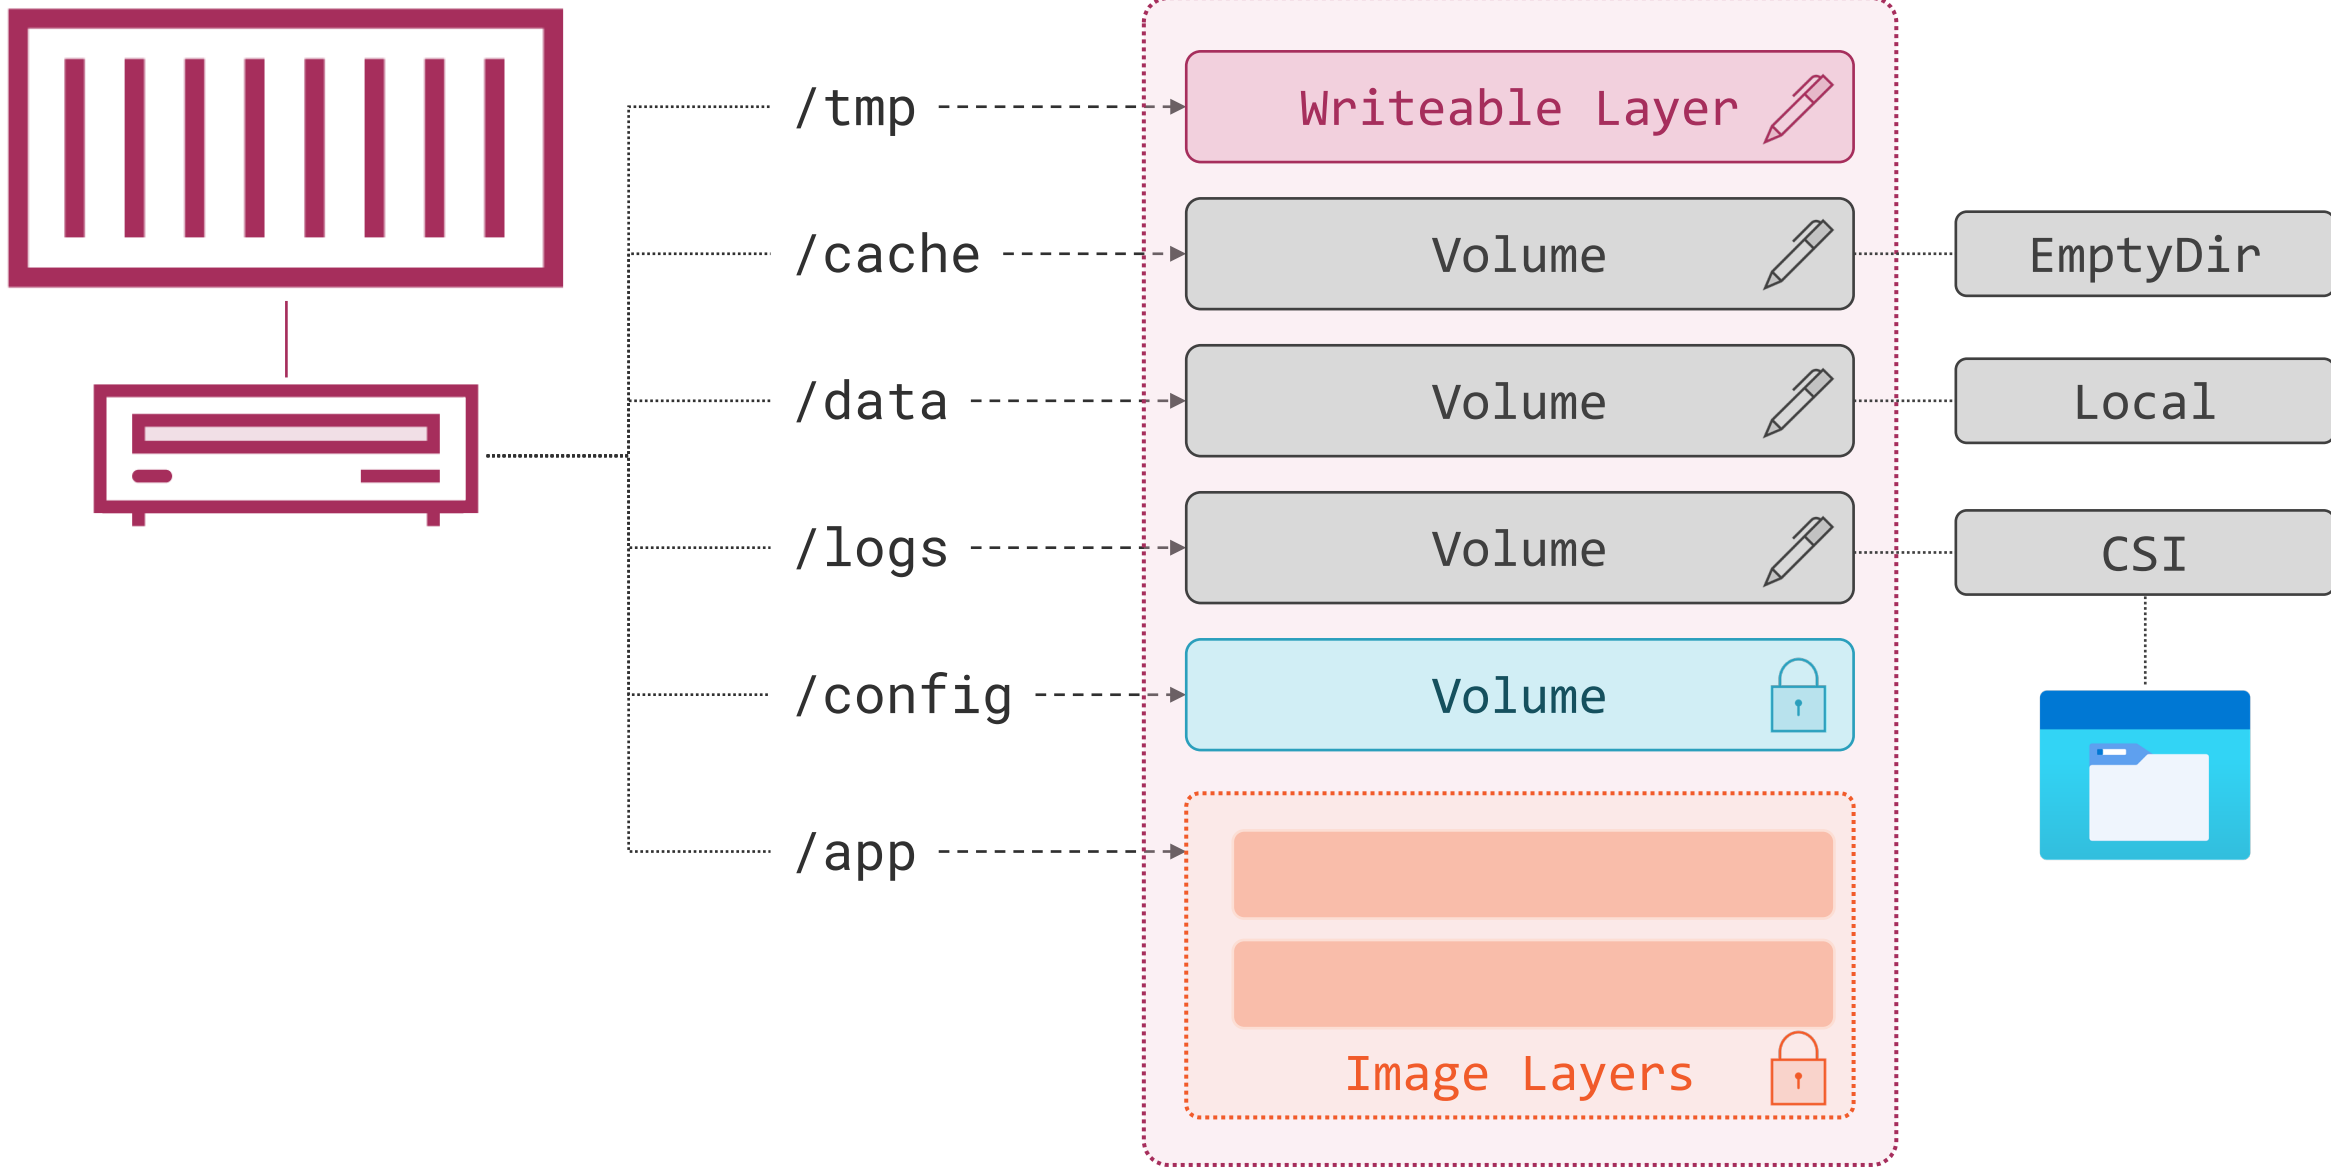 /tmp
Writeable Layer
/cache
Volume
EmptyDir
/data
Volume
Local
/logs
Volume
CSI
/config
Volume
/app
Image Layers